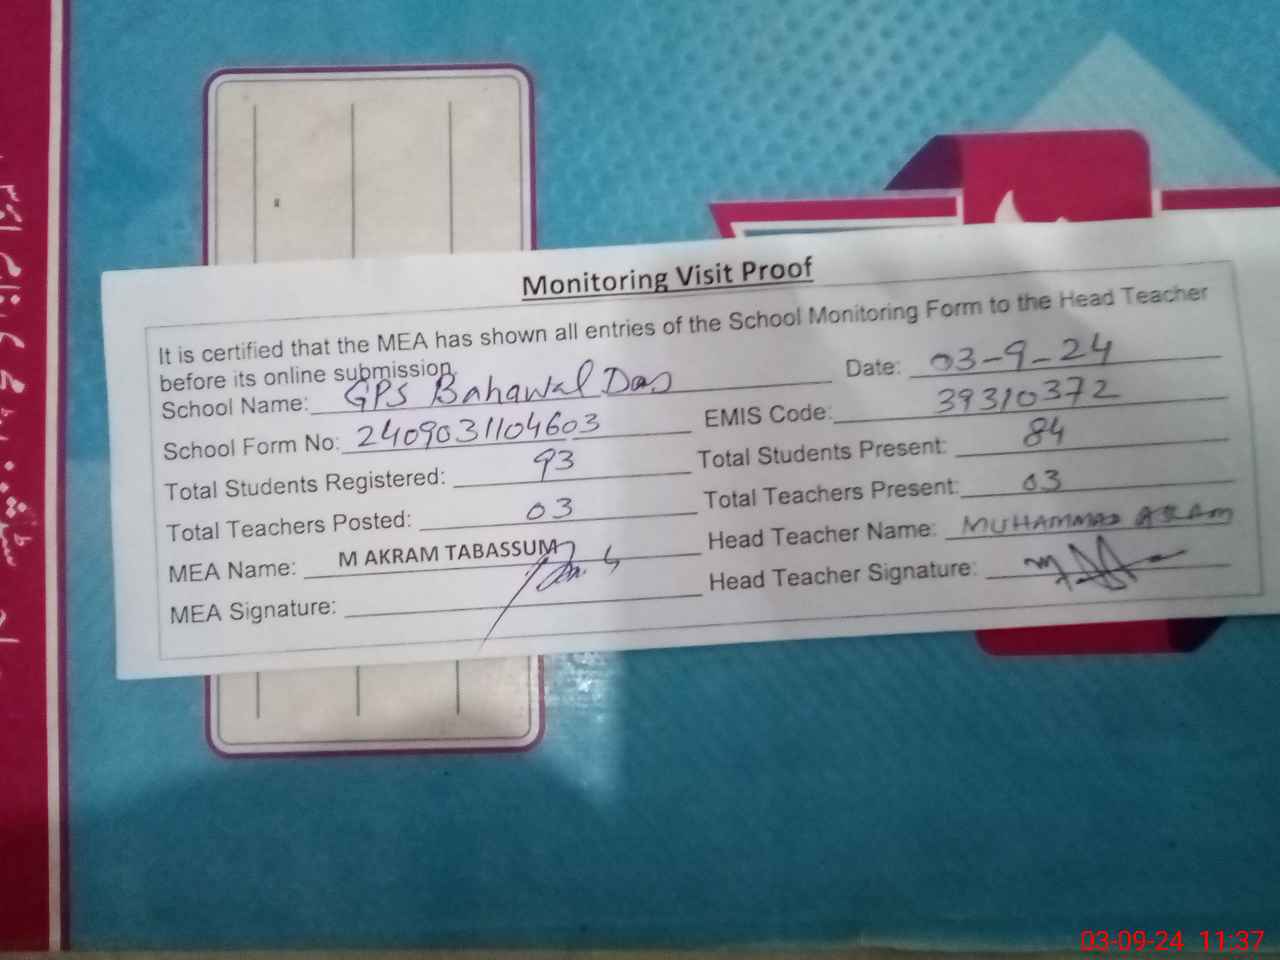 Monitoring Visit Proof
It is certified that the MEA has shown all entries of the School Monitoring Form to the Head Teacher
before its online submission.
School Name: GPS Bahawal Das Date: 03-9-24
School Form No: 2409031104603 EMIS Code: 39310372
Total Students Registered: 93 Total Students Present: 84
Total Teachers Posted: 03 Total Teachers Present: 03
MEA Name: M AKRAM TABASSUM Head Teacher Name: MUHAMMAD AKRAM
MEA Signature: Head Teacher Signature:
03-09-24 11:37